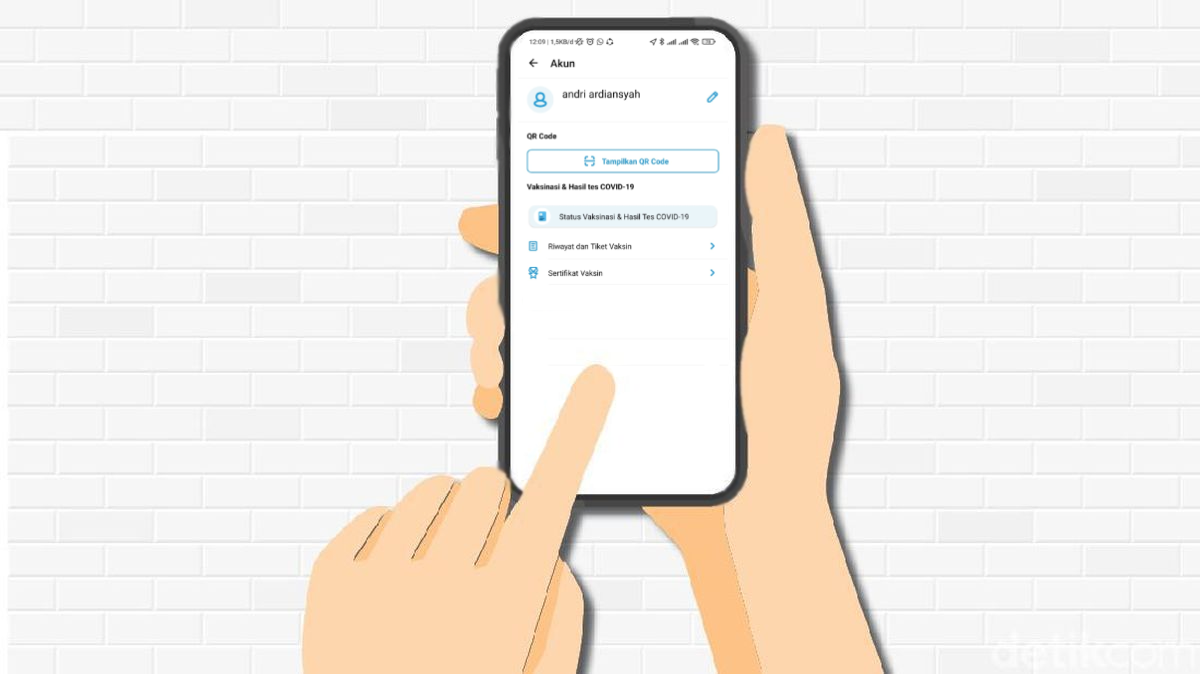 12:09 | 1,5KB/d
Akun
andri ardiansyah
QR Code
Tampilkan QR Code
Vaksinasi & Hasil tes COVID-19
Status Vaksinasi & Hasil Tes COVID-19
Riwayat dan Tiket Vaksin
Sertifikat Vaksin
detikcom